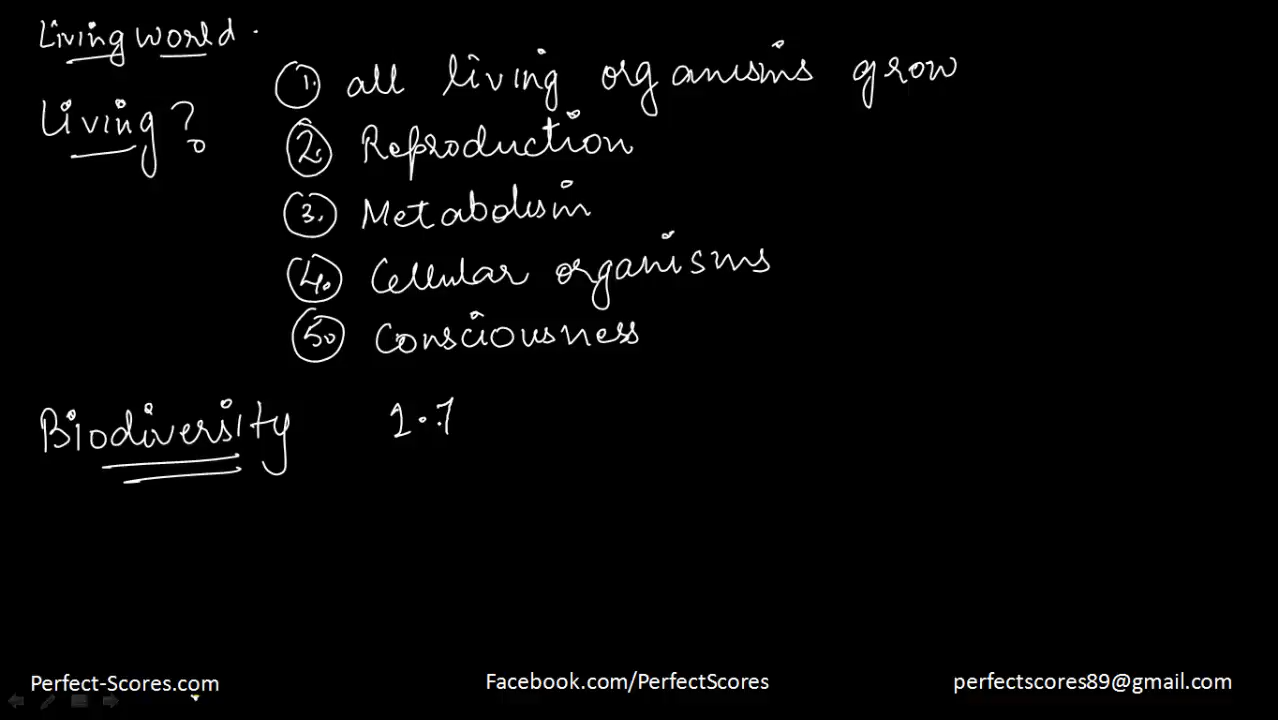 Living world.
Living?
1. all living organisms grow
2. Reproduction
3. Metabolism
4. Cellular organisms
5. Consciousness
Biodiversity 1.7
Perfect-Scores.com
Facebook.com/PerfectScores
perfectscores89@gmail.com